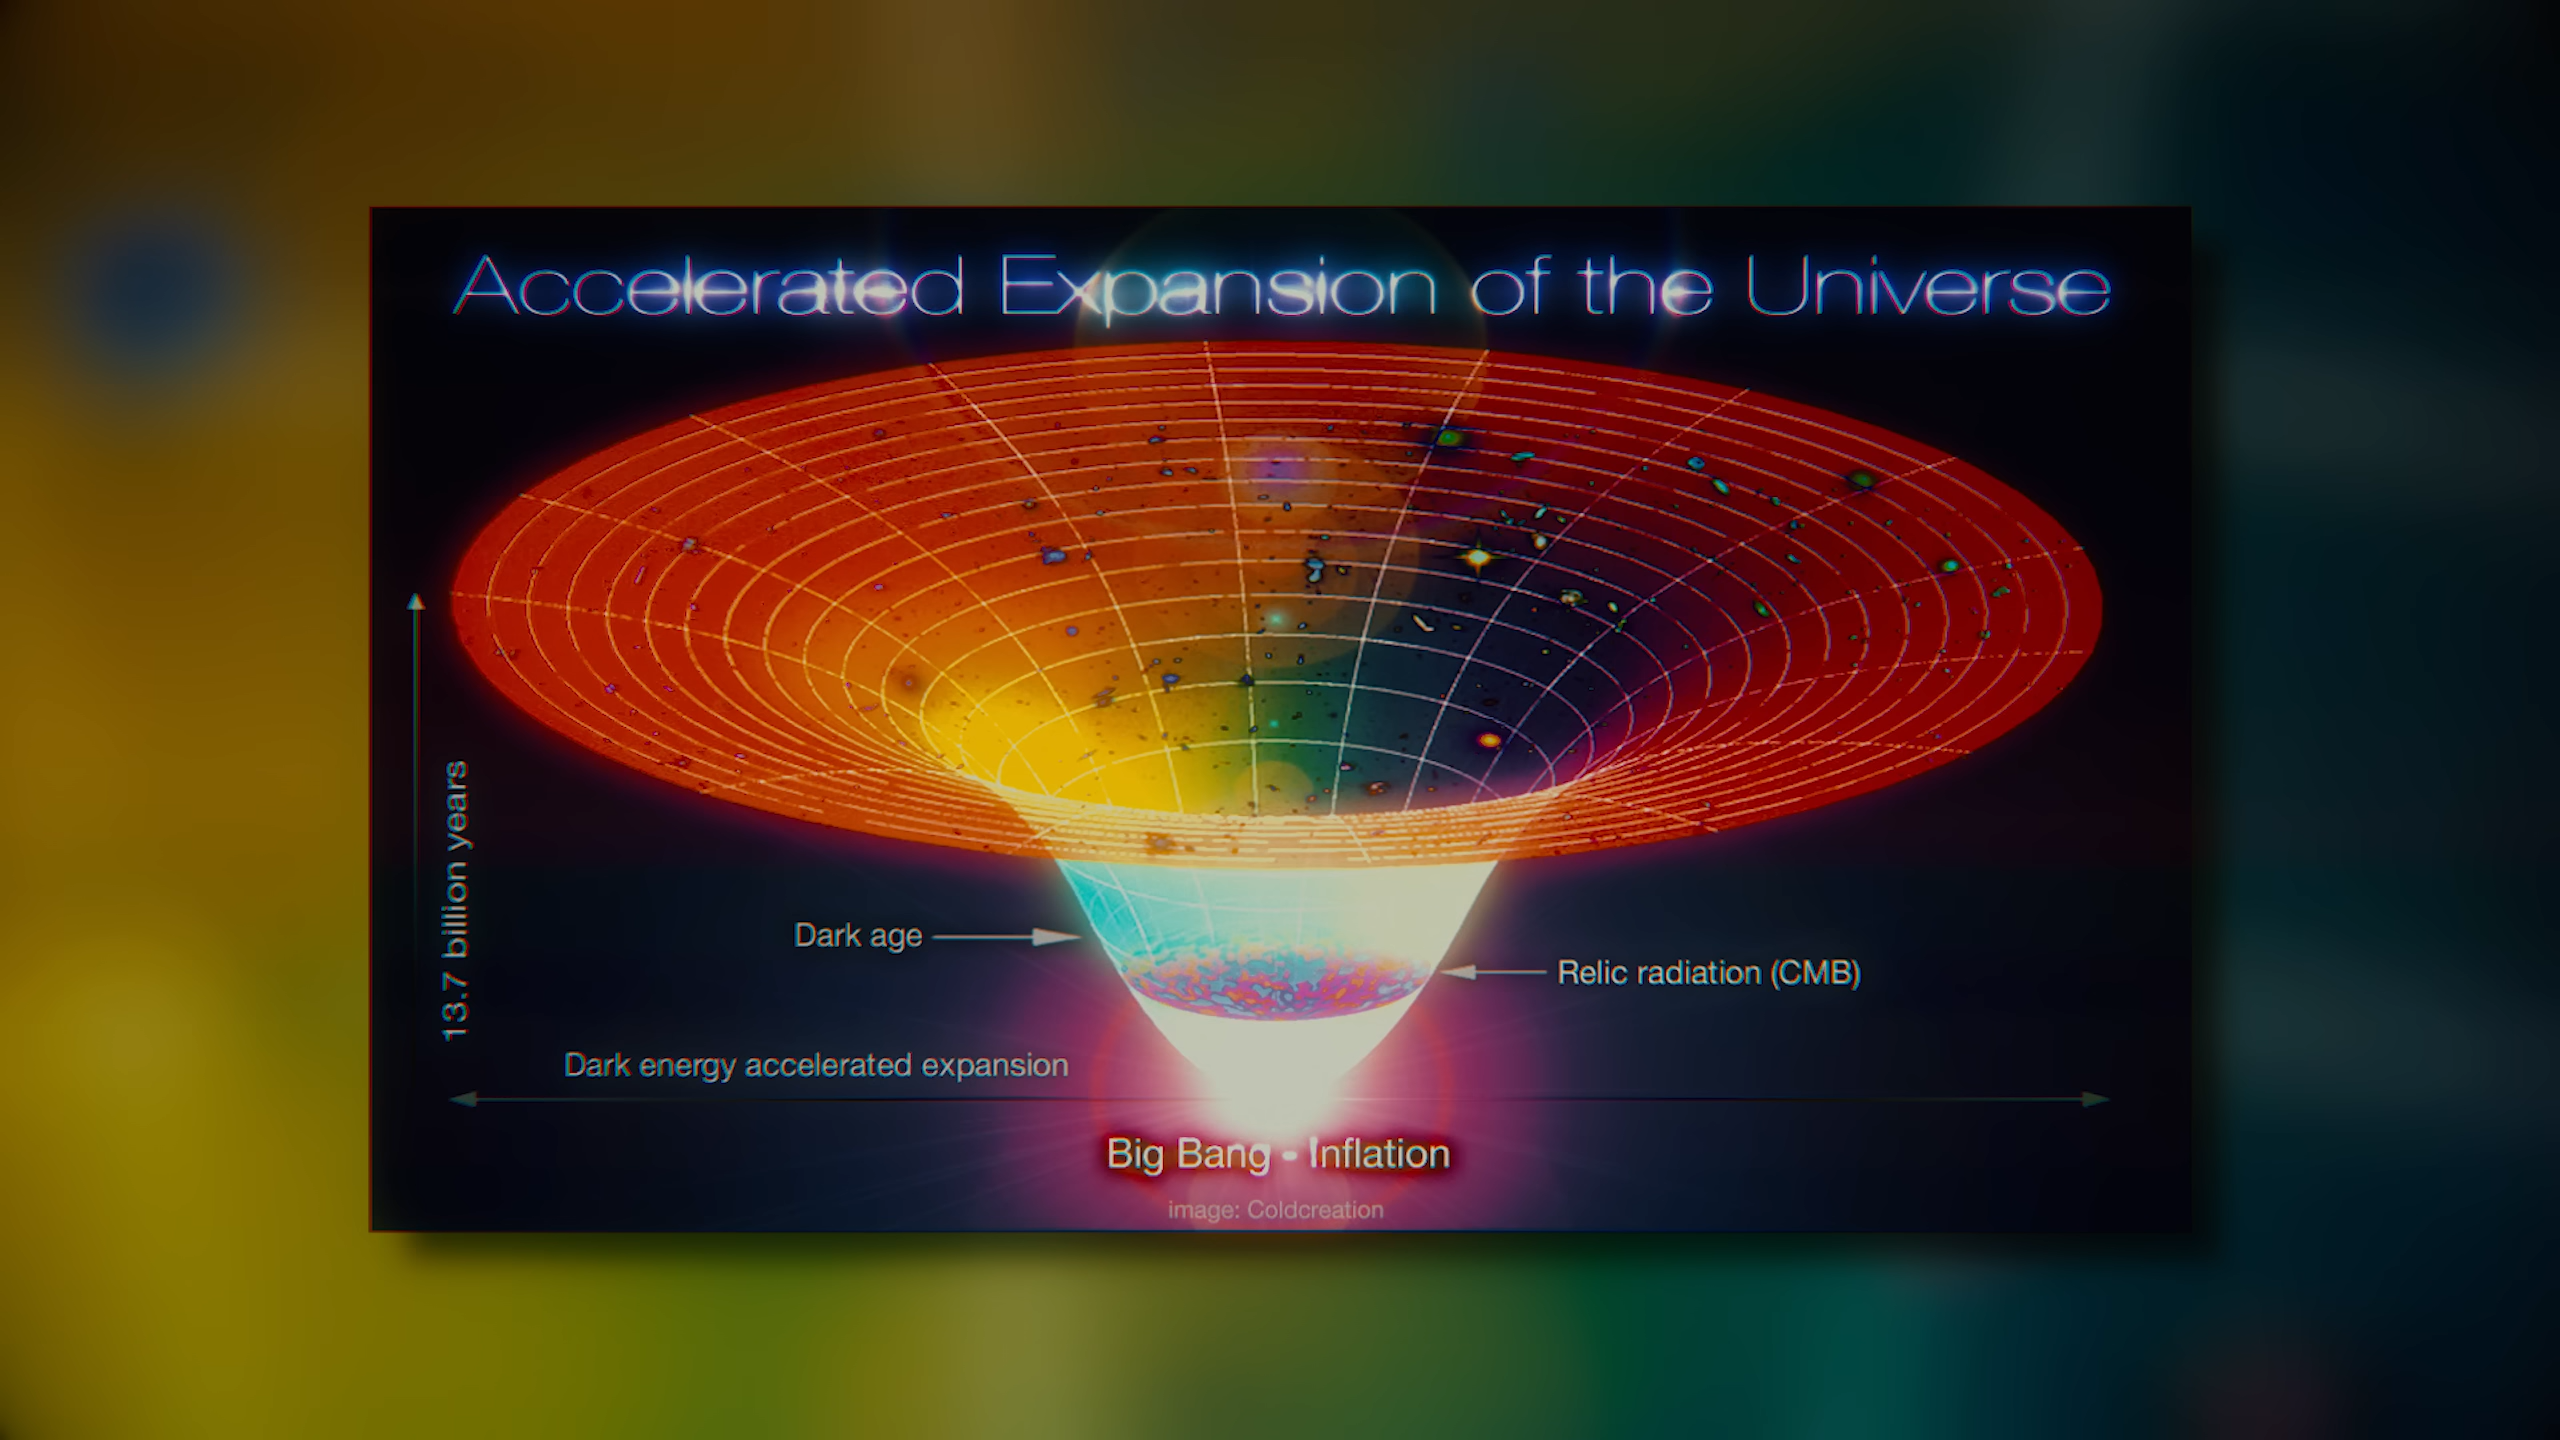 Accelerated Expansion of the Universe
13.7 billion years
Dark age
Relic radiation (CMB)
Dark energy accelerated expansion
Big Bang • Inflation
image: Coldcreation